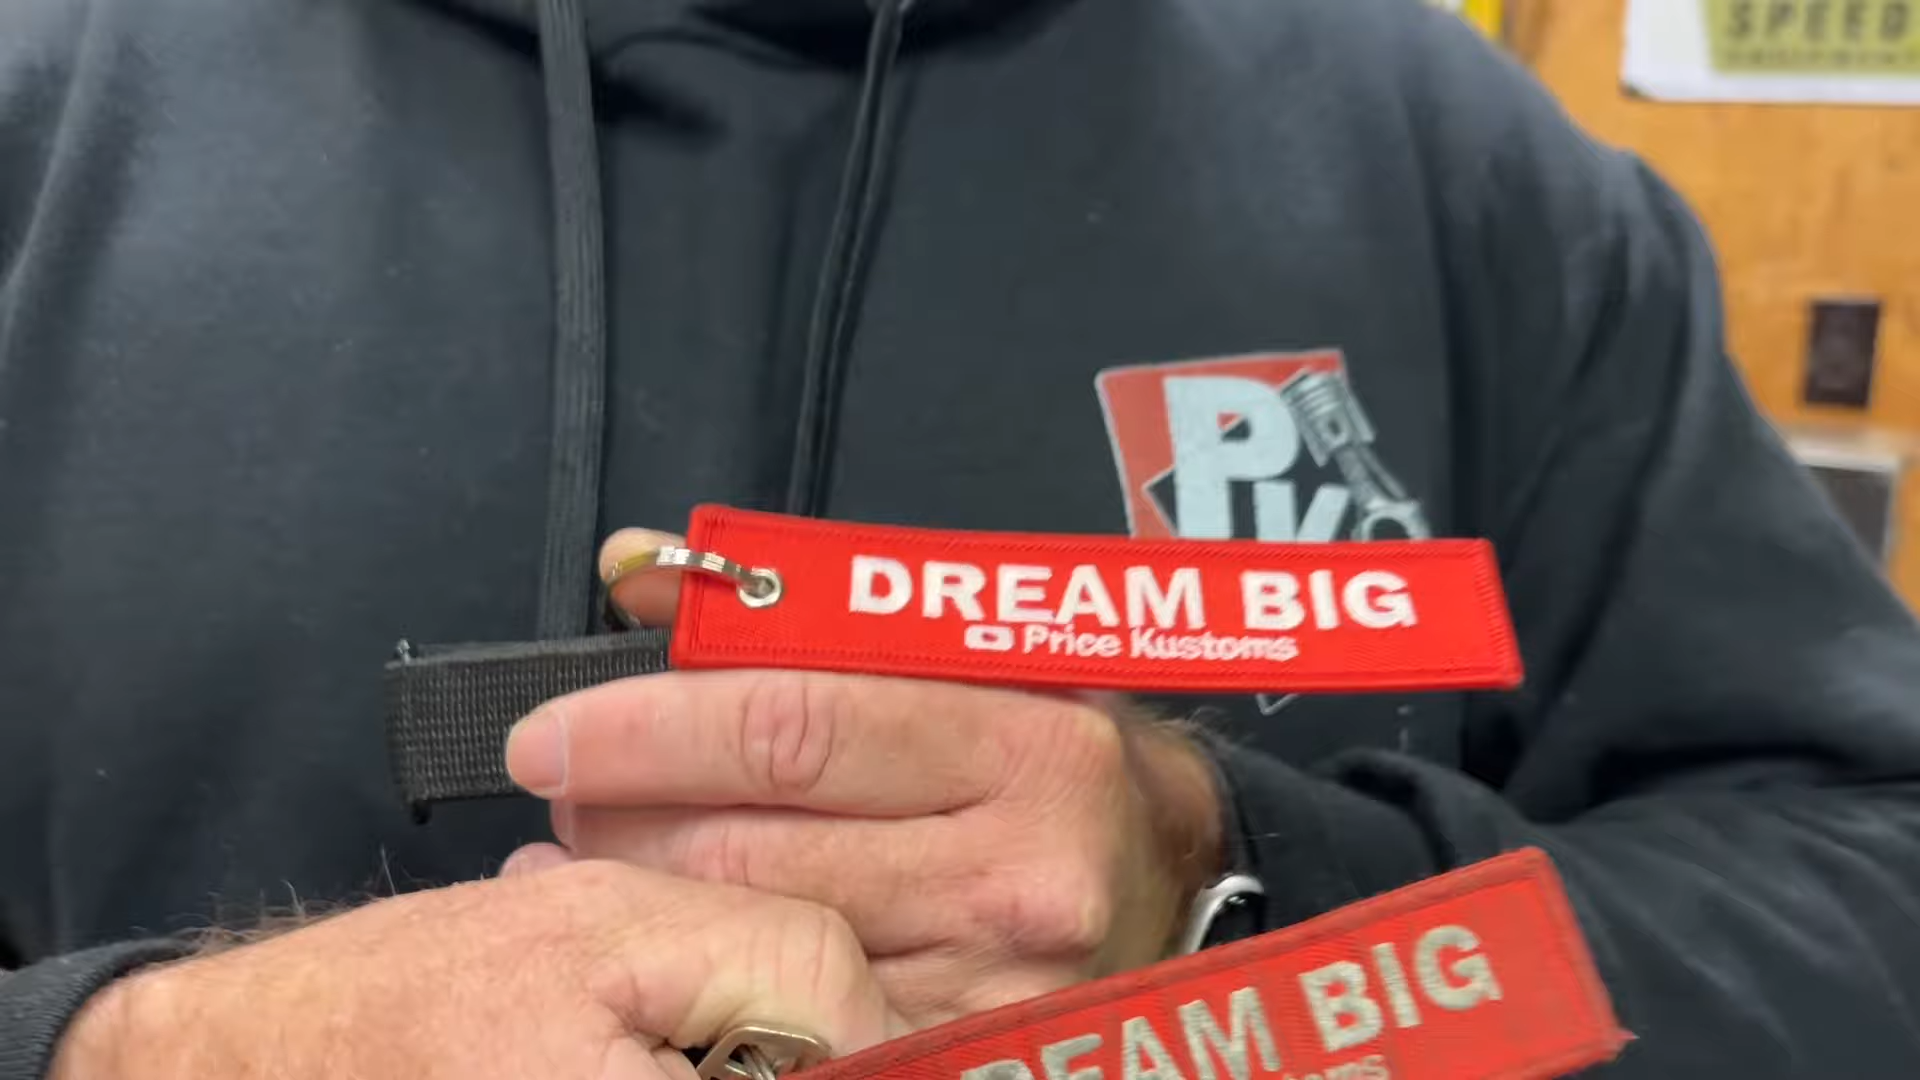 SPEED
PK
DREAM BIG
Price Kustoms
DREAM BIG